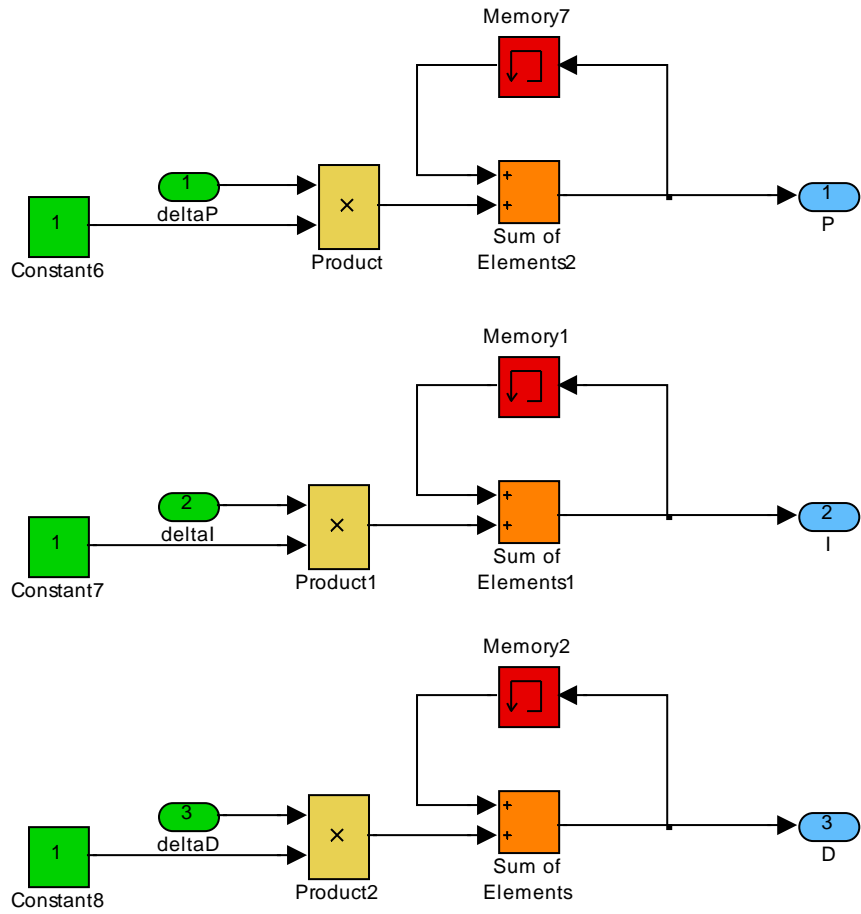 Memory7
1
deltaP
1
Constant6
×
Product
+
+
Sum of
Elements2
1
P
Memory1
2
deltaI
1
Constant7
×
Product1
+
+
Sum of
Elements1
2
I
Memory2
3
deltaD
1
Constant8
×
Product2
+
+
Sum of
Elements
3
D